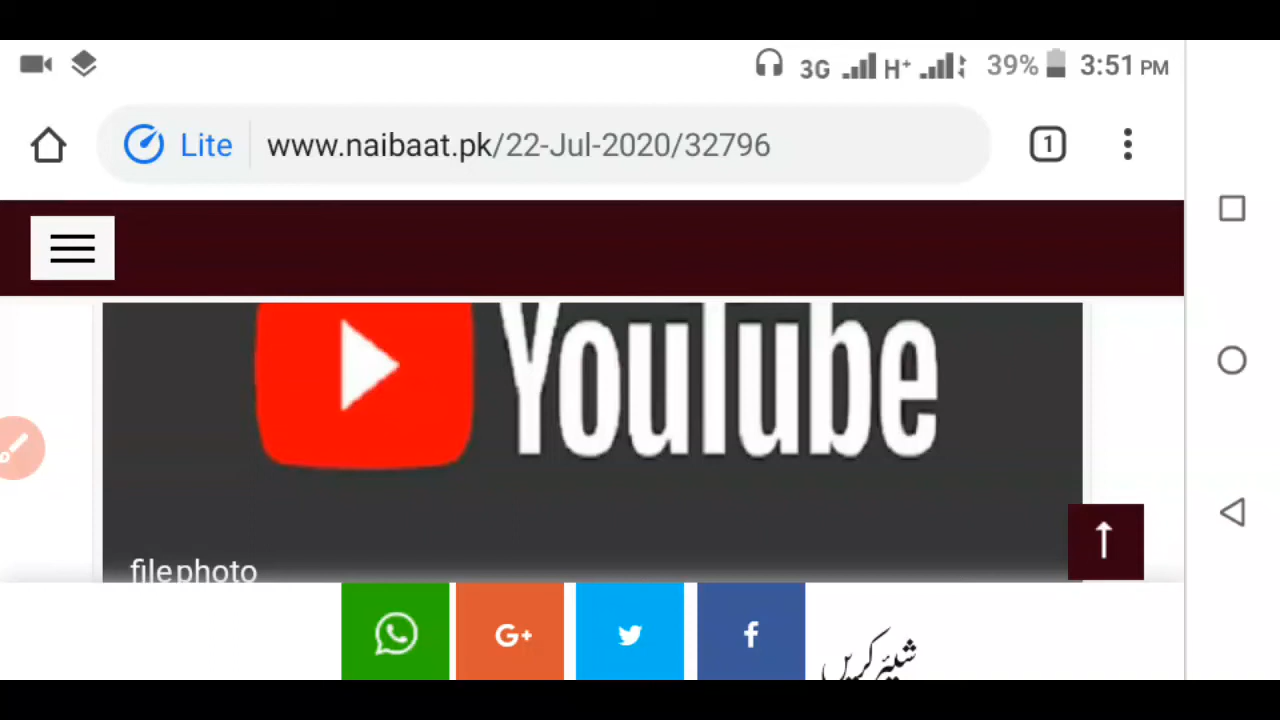 3G H+ 39% 3:51 PM
Lite www.naibaat.pk/22-Jul-2020/32796 1
YouTube
file photo
G+ f شیئر کریں